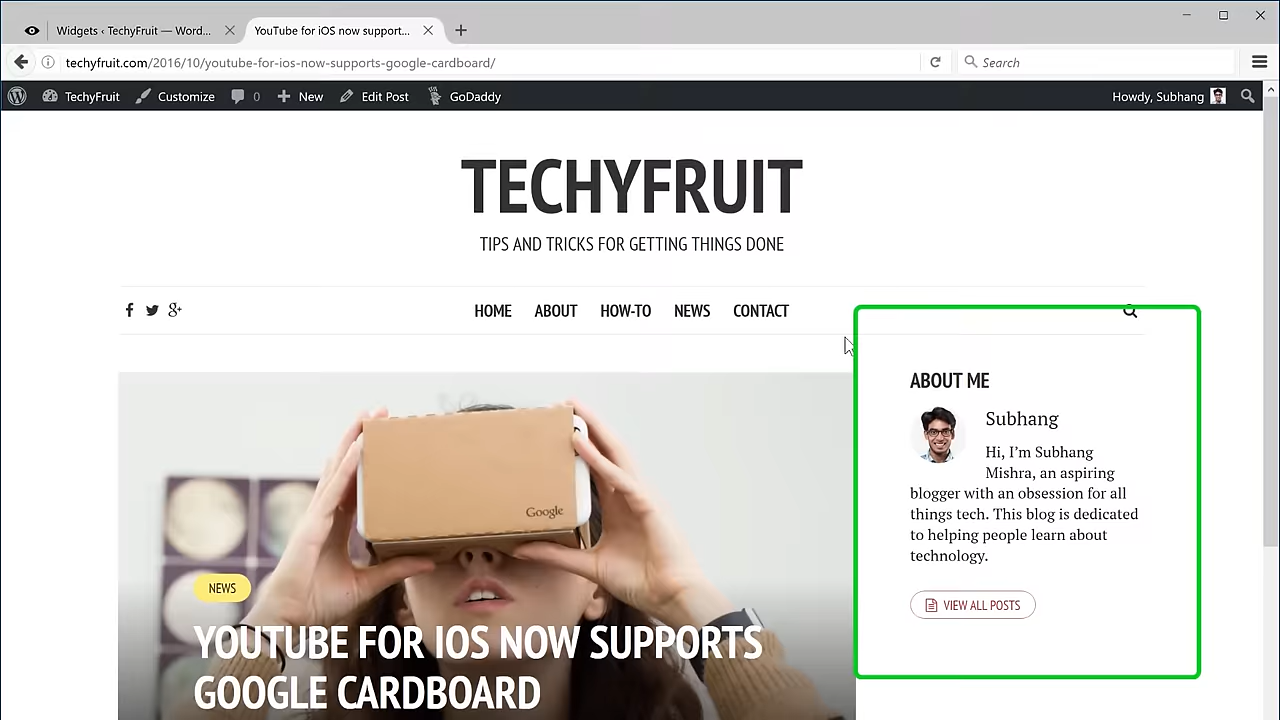 Widgets ‹ TechyFruit — Word...
YouTube for iOS now support...
techyfruit.com/2016/10/youtube-for-ios-now-supports-google-cardboard/
Search
TechyFruit Customize 0 New Edit Post GoDaddy Howdy, Subhang
TECHYFRUIT
TIPS AND TRICKS FOR GETTING THINGS DONE
HOME ABOUT HOW-TO NEWS CONTACT
ABOUT ME
Subhang
Hi, I'm Subhang
Mishra, an aspiring
blogger with an obsession for all
things tech. This blog is dedicated
to helping people learn about
technology.
VIEW ALL POSTS
Google
NEWS
YOUTUBE FOR IOS NOW SUPPORTS
GOOGLE CARDBOARD